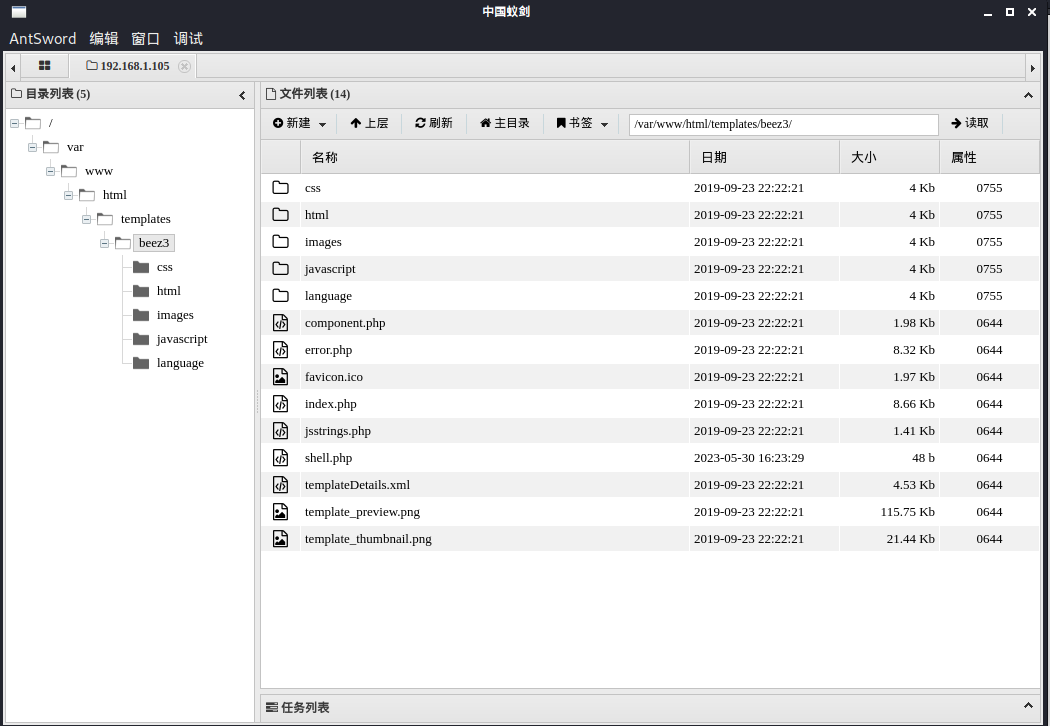 中国蚁剑
AntSword 编辑 窗口 调试
192.168.1.105
目录列表 (5)
/
var
www
html
templates
beez3
css
html
images
javascript
language
文件列表 (14)
新建 上层 刷新 主目录 书签 /var/www/html/templates/beez3/ 读取
名称 日期 大小 属性
css 2019-09-23 22:22:21 4 Kb 0755
html 2019-09-23 22:22:21 4 Kb 0755
images 2019-09-23 22:22:21 4 Kb 0755
javascript 2019-09-23 22:22:21 4 Kb 0755
language 2019-09-23 22:22:21 4 Kb 0755
component.php 2019-09-23 22:22:21 1.98 Kb 0644
error.php 2019-09-23 22:22:21 8.32 Kb 0644
favicon.ico 2019-09-23 22:22:21 1.97 Kb 0644
index.php 2019-09-23 22:22:21 8.66 Kb 0644
jsstrings.php 2019-09-23 22:22:21 1.41 Kb 0644
shell.php 2023-05-30 16:23:29 48 b 0644
templateDetails.xml 2019-09-23 22:22:21 4.53 Kb 0644
template_preview.png 2019-09-23 22:22:21 115.75 Kb 0644
template_thumbnail.png 2019-09-23 22:22:21 21.44 Kb 0644
任务列表